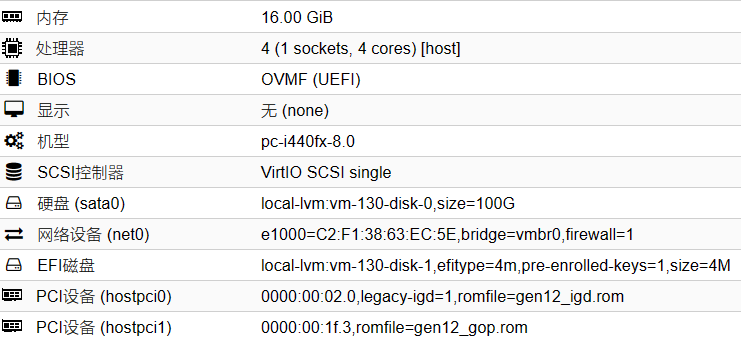 内存 16.00 GiB
处理器 4 (1 sockets, 4 cores) [host]
BIOS OVMF (UEFI)
显示 无 (none)
机型 pc-i440fx-8.0
SCSI控制器 VirtIO SCSI single
硬盘 (sata0) local-lvm:vm-130-disk-0,size=100G
网络设备 (net0) e1000=C2:F1:38:63:EC:5E,bridge=vmbr0,firewall=1
EFI磁盘 local-lvm:vm-130-disk-1,efitype=4m,pre-enrolled-keys=1,size=4M
PCI设备 (hostpci0) 0000:00:02.0,legacy-igd=1,romfile=gen12_igd.rom
PCI设备 (hostpci1) 0000:00:1f.3,romfile=gen12_gop.rom